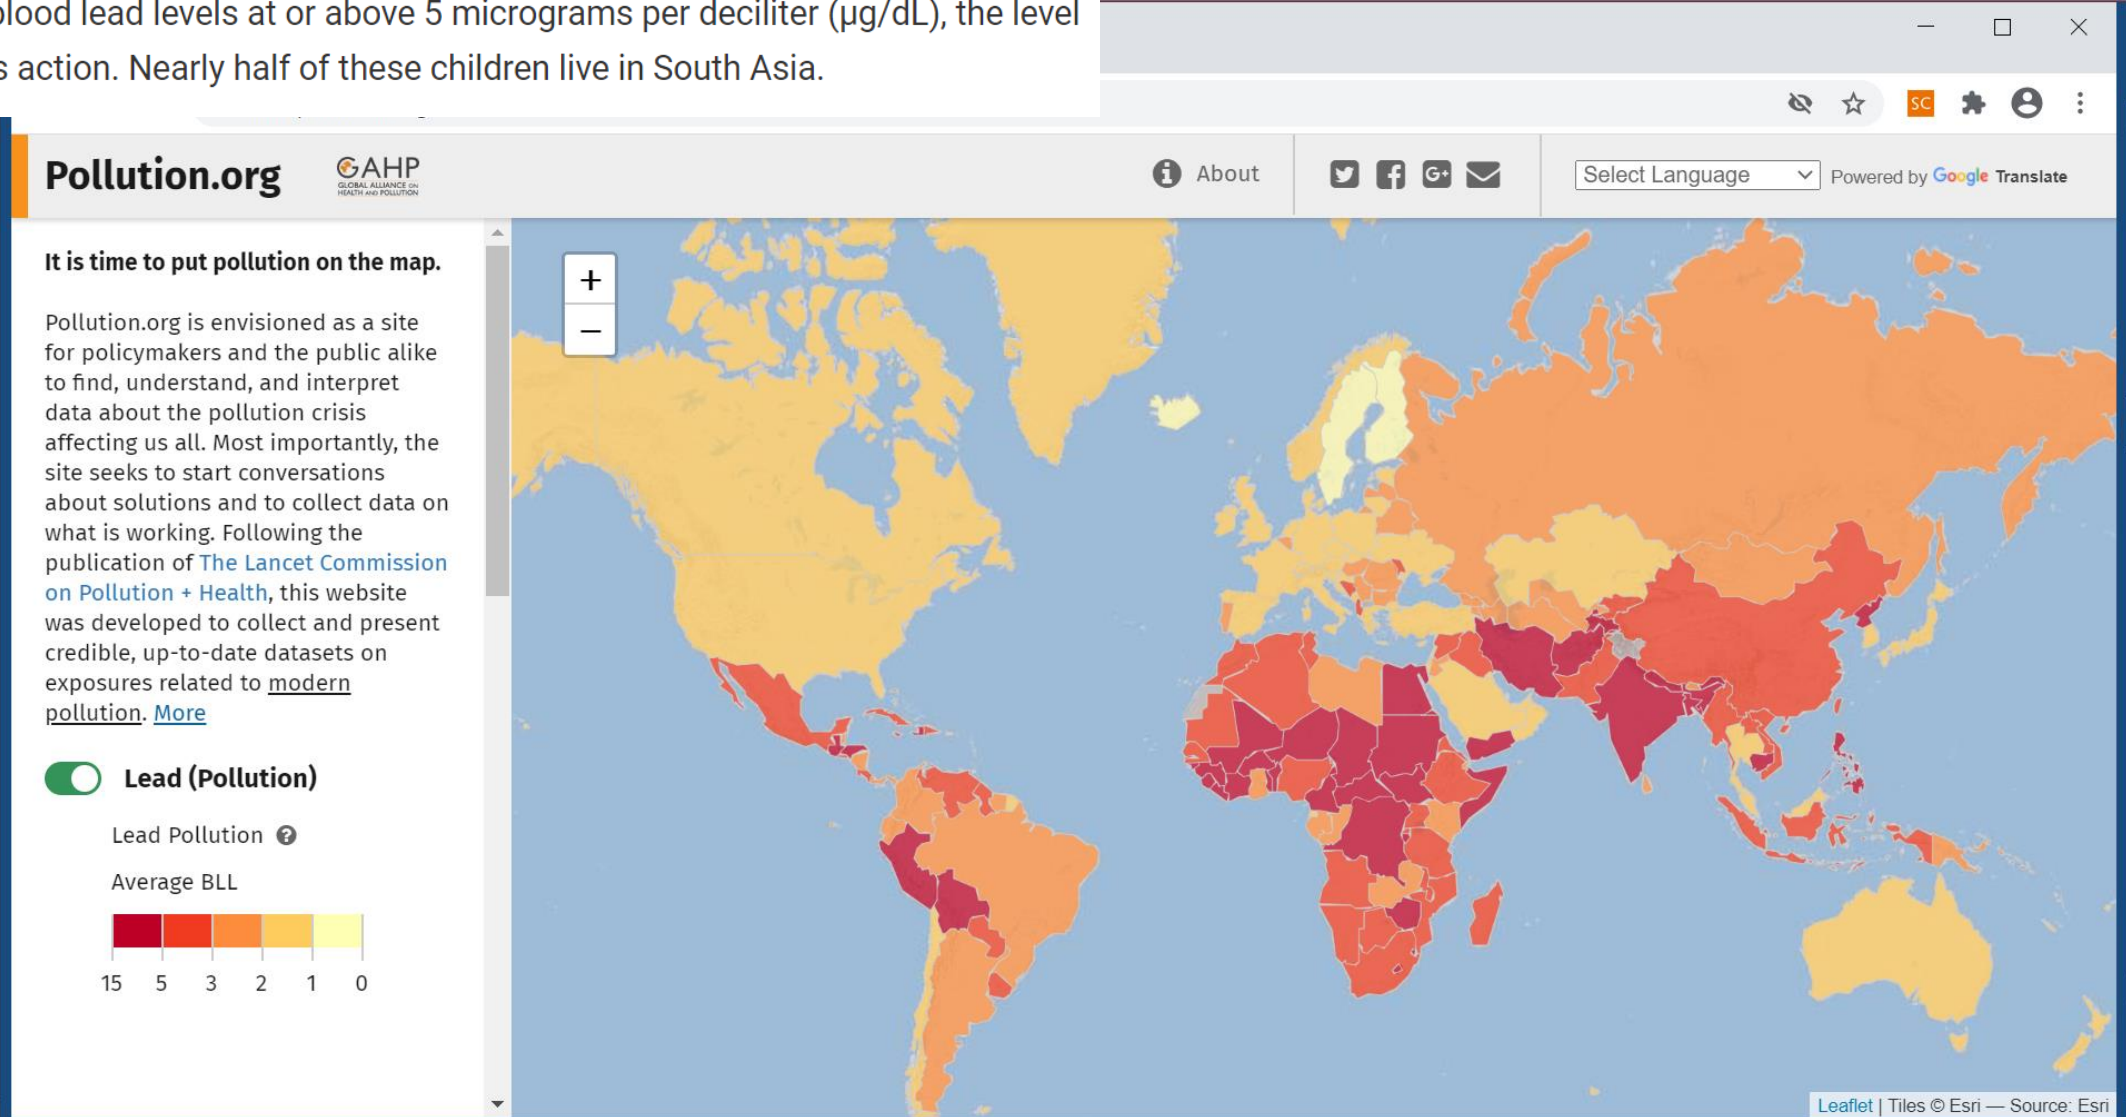 blood lead levels at or above 5 micrograms per deciliter (µg/dL), the level
s action. Nearly half of these children live in South Asia.
SC
Pollution.org
GAHP
GLOBAL ALLIANCE ON
HEALTH AND POLLUTION
About
G+
Select Language
Powered by Google Translate
It is time to put pollution on the map.
Pollution.org is envisioned as a site
for policymakers and the public alike
to find, understand, and interpret
data about the pollution crisis
affecting us all. Most importantly, the
site seeks to start conversations
about solutions and to collect data on
what is working. Following the
publication of The Lancet Commission
on Pollution + Health, this website
was developed to collect and present
credible, up-to-date datasets on
exposures related to modern
pollution. More
Lead (Pollution)
Lead Pollution ?
Average BLL
15 5 3 2 1 0
+
−
Leaflet | Tiles © Esri — Source: Esri